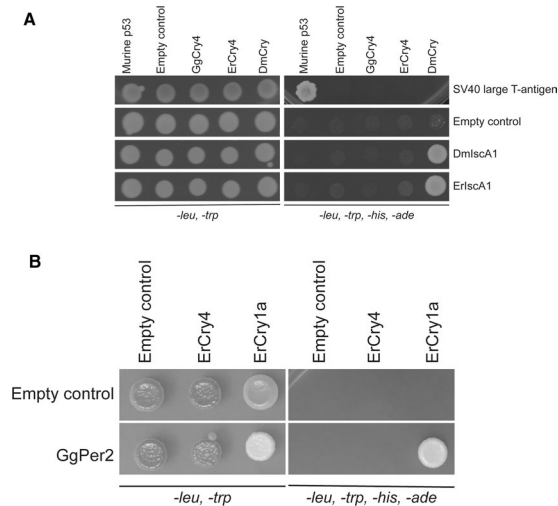 A
Murine p53
Empty control
GgCry4
ErCry4
DmCry
Murine p53
Empty control
GgCry4
ErCry4
DmCry
SV40 large T-antigen
Empty control
DmIscA1
ErIscA1
-leu, -trp
-leu, -trp, -his, -ade
B
Empty control
ErCry4
ErCry1a
Empty control
ErCry4
ErCry1a
Empty control
GgPer2
-leu, -trp
-leu, -trp, -his, -ade